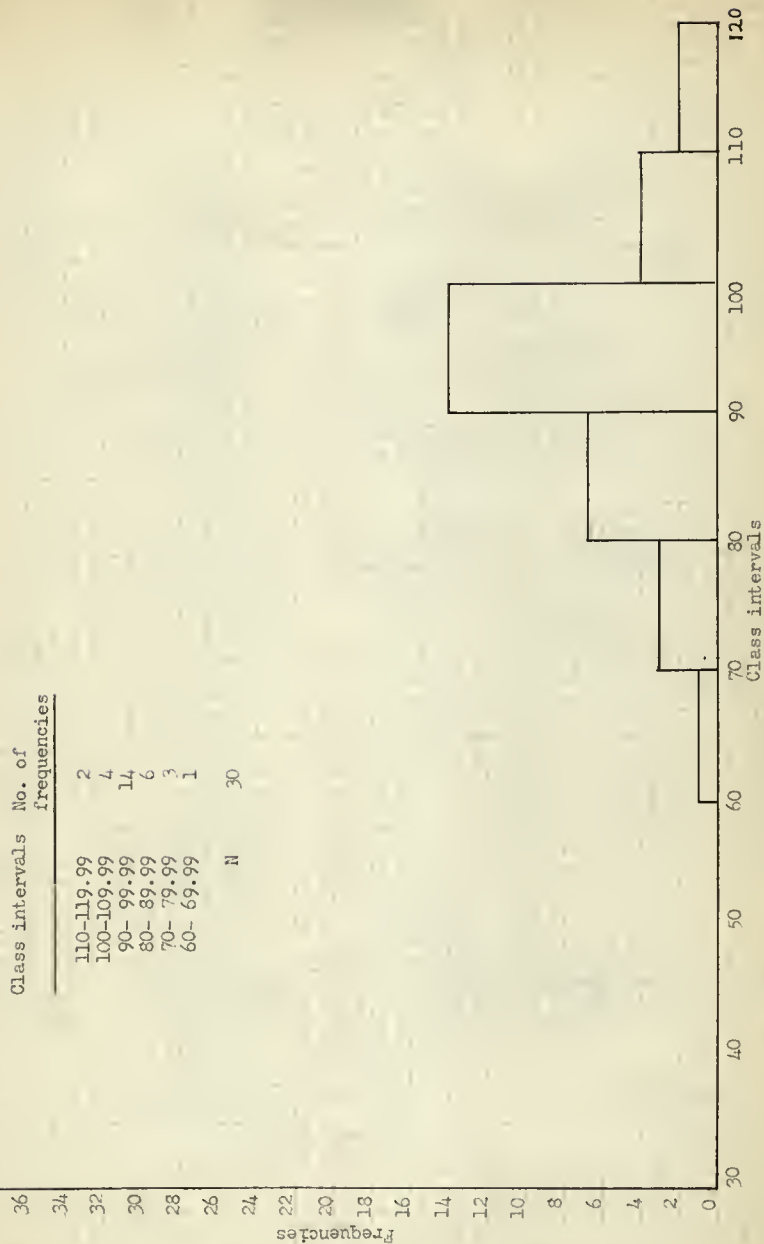 Class intervals No. of
frequencies
110-119.99 2
100-109.99 4
90- 99.99 14
80- 89.99 6
70- 79.99 3
60- 69.99 1
N 30
Frequencies
36
34
32
30
28
26
24
22
20
18
16
14
12
10
8
6
4
2
0
30 40 50 60 70 80 90 100 110 120
Class intervals